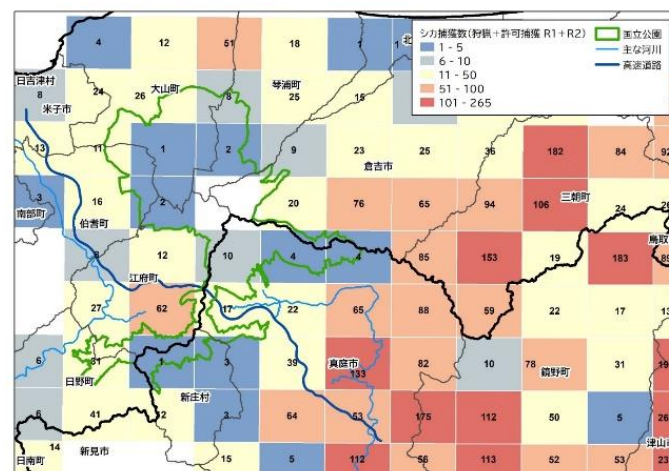 シカ捕獲数(狩猟+許可捕獲 R1+R2)
1 - 5
6 - 10
11 - 50
51 - 100
101 - 265
国立公園
主な河川
高速道路
4 12 51 18 1 1 北
日吉津村
大山町
琴浦町
8 24 26 8 25 15
米子市
13 11 1 2 9 23 25 36 182 84 92
倉吉市
3 16 2 20 76 65 94 106 24 26
南部町
伯耆町
三朝町
12 10 4 4 85 153 19 183 89
鳥取
江府町
27 62 17 22 65 88 59 22 17 13
6 31 1 3 39 133 82 10 78 31 19
日野町
真庭市
鏡野町
新庄村
6 41 2 3 64 53 175 112 50 5 26
津山市
14 15 5 112 56 113 52 53 23
日南町
新見市